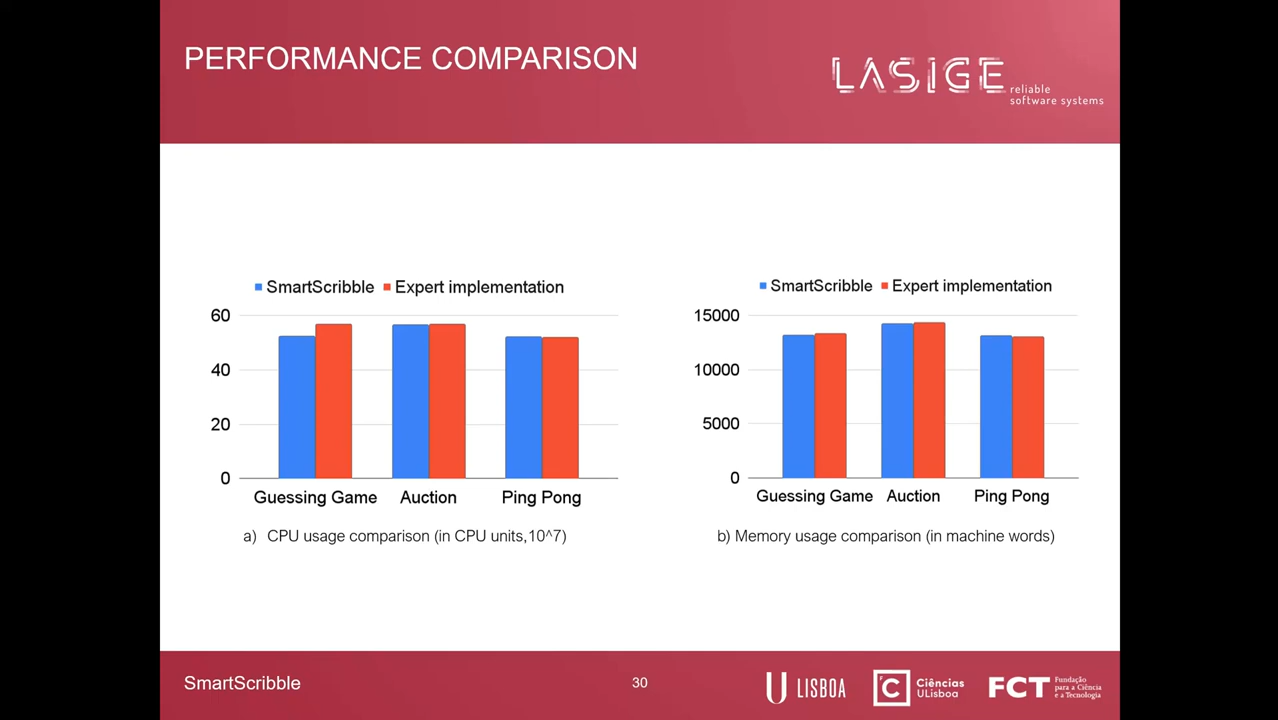 PERFORMANCE COMPARISON
LASIGE
reliable
software systems
SmartScribble Expert implementation
60
40
20
0
Guessing Game Auction Ping Pong
a) CPU usage comparison (in CPU units,10^7)
SmartScribble Expert implementation
15000
10000
5000
0
Guessing Game Auction Ping Pong
b) Memory usage comparison (in machine words)
SmartScribble
30
U LISBOA
C Ciências
ULisboa
FCT Fundação
para a Ciência
e a Tecnologia